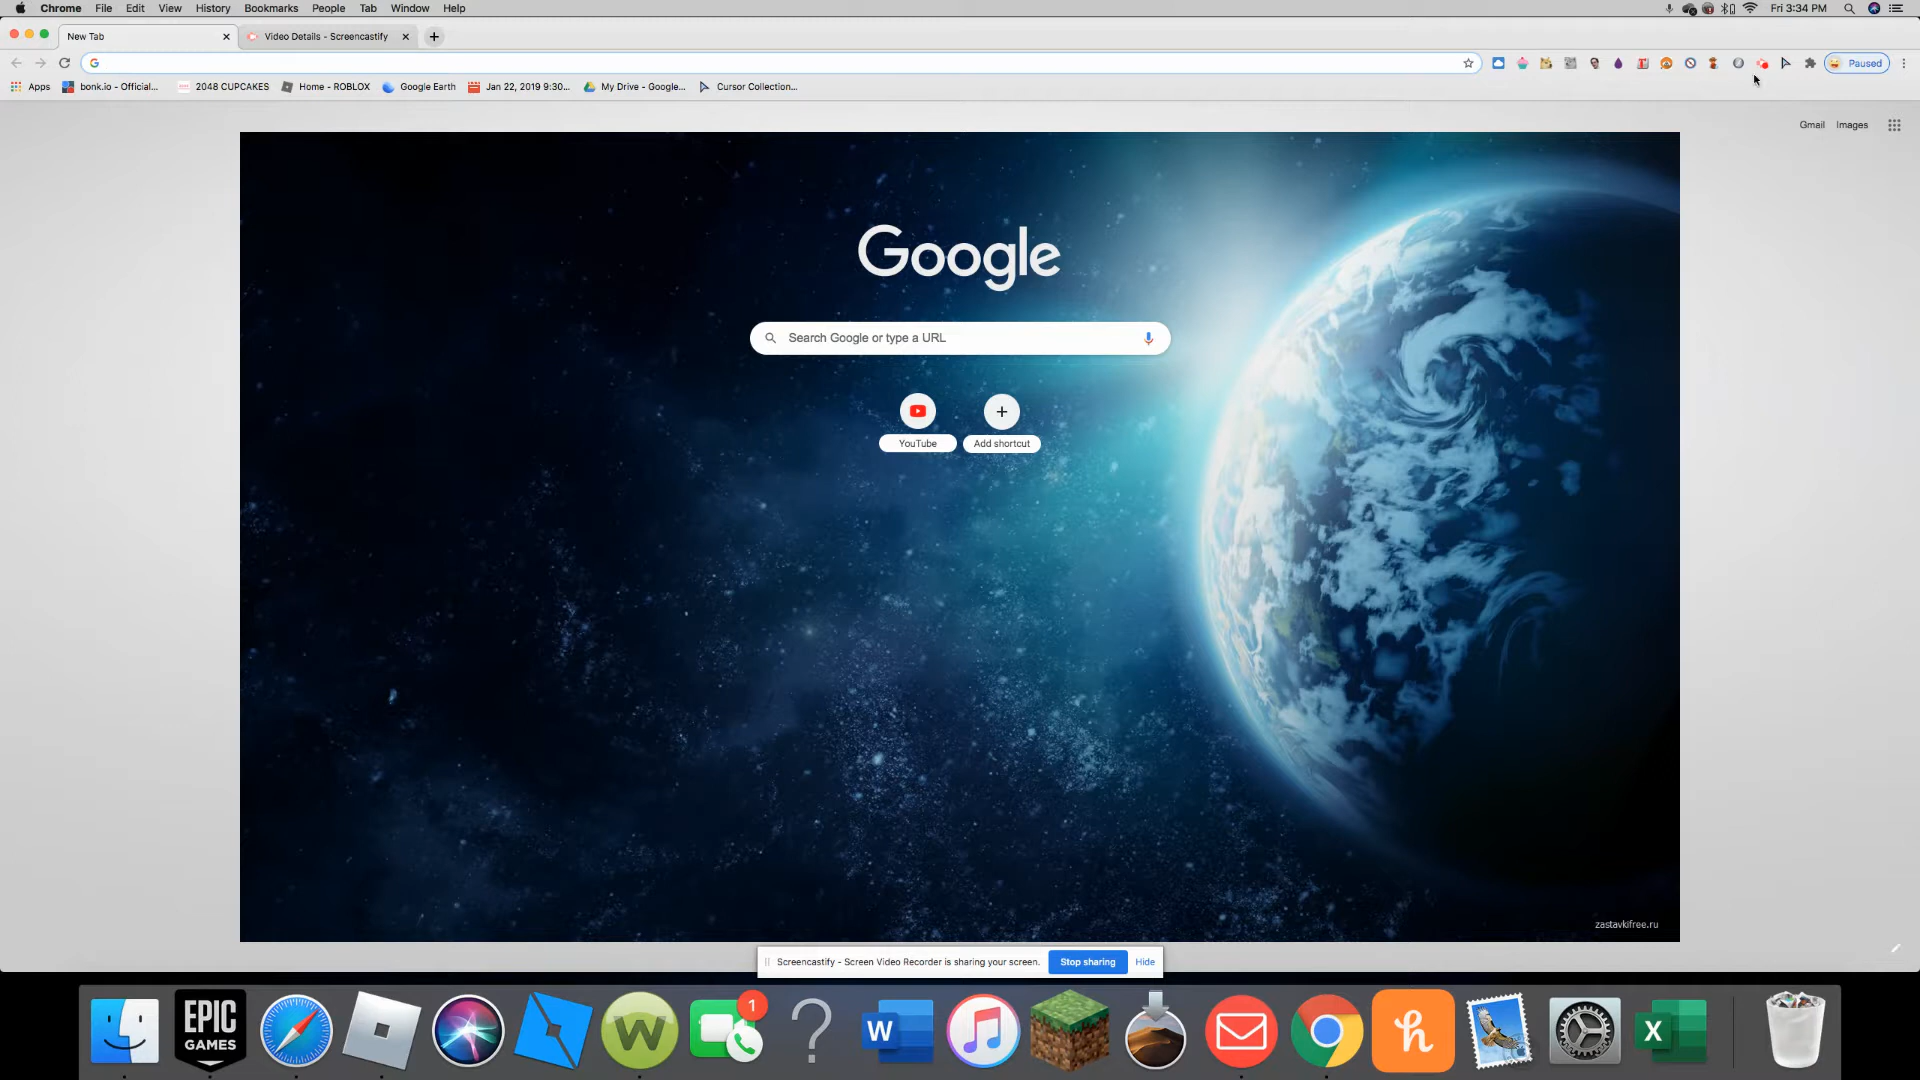 Chrome File Edit View History Bookmarks People Tab Window Help
Fri 3:34 PM
New Tab
Video Details - Screencastify
Paused
Apps
bonk.io - Official...
2048 CUPCAKES
Home - ROBLOX
Google Earth
Jan 22, 2019 9:30...
My Drive - Google...
Cursor Collection...
Gmail Images
Google
Search Google or type a URL
YouTube
Add shortcut
zastavkifree.ru
Screencastify - Screen Video Recorder is sharing your screen. Stop sharing Hide
EPIC
GAMES
W
1
?
W
h
X